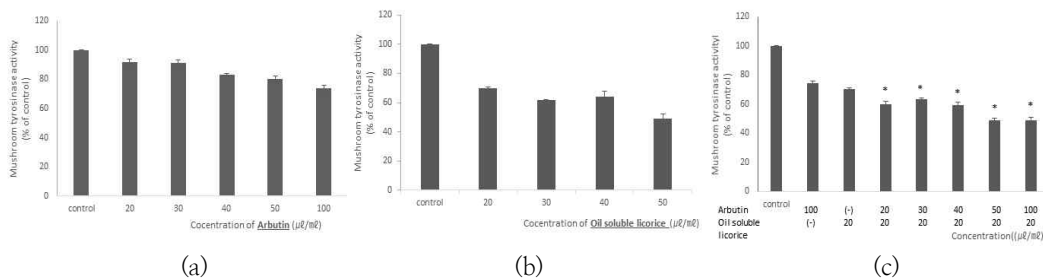 Mushroom tyrosinase activity
(% of control)
120
100
80
60
40
20
0
control 20 30 40 50 100
Cocentration of Arbutin (㎕/㎖)
(a)
Mushroom tyrosinase activity
(% of control)
120
100
80
60
40
20
0
control 20 30 40 50
Cocentration of Oil soluble licorice (㎕/㎖)
(b)
Mushroom tyrosinase activityl
(% of control)
120
100
80
60
40
20
0
* * * * *
control
Arbutin 100 (-) 20 30 40 50 100
Oil soluble (-) 20 20 20 20 20 20
licorice Concentration((㎕/㎖)
(c)